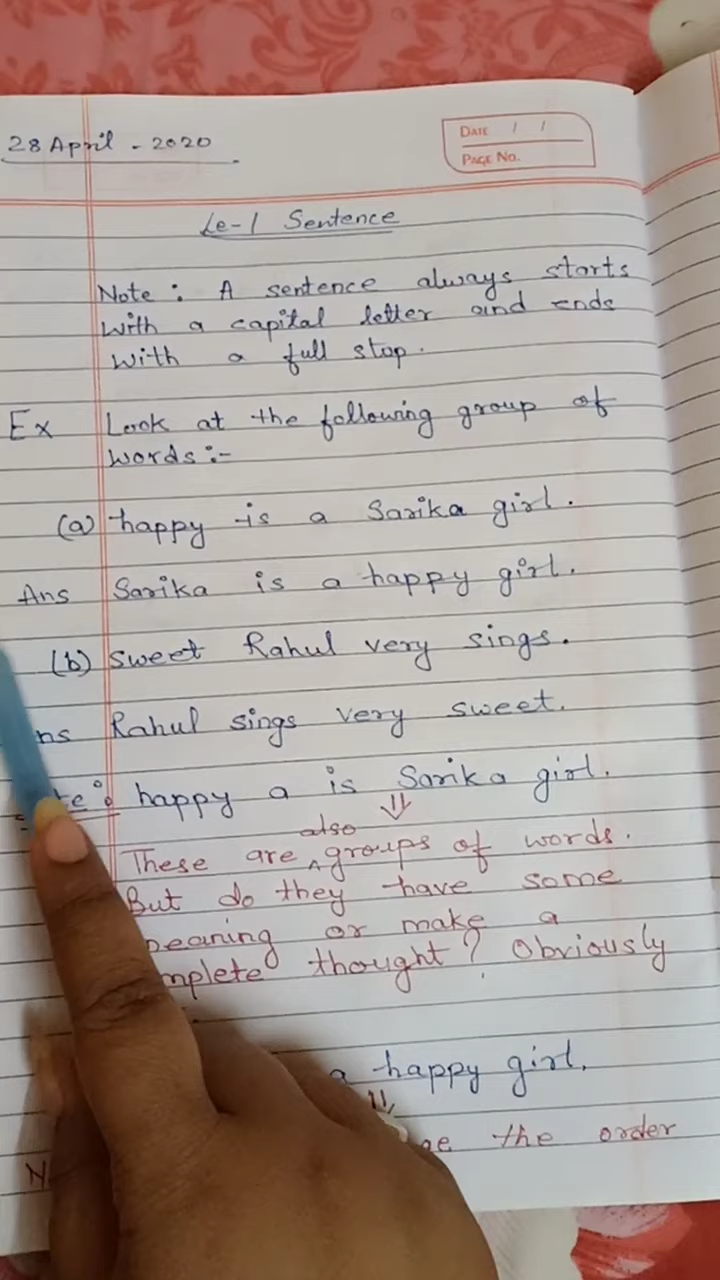 28 April - 2020
DATE / /
PAGE NO.
Le-1 Sentence
Note : A sentence always starts
with a capital letter and ends
with a full stop.
Ex Look at the following group of
words :-
(a) happy is a Sarika girl.
Ans Sarika is a happy girl.
(b) sweet Rahul very sings.
Rahul sings very sweet.
happy a is Sarika girl.
also
These are groups of words.
But do they have some
or make a
thought? Obviously
a happy girl.
the order